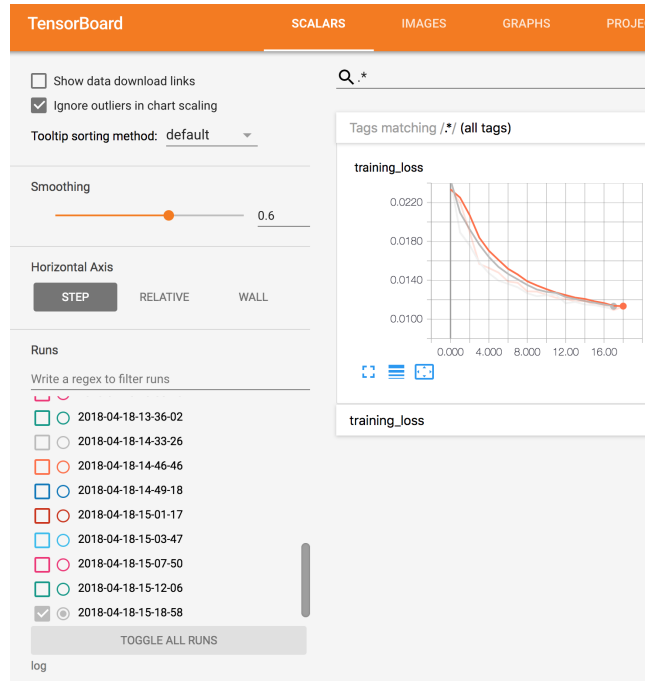 TensorBoard SCALARS IMAGES GRAPHS PROJE
Show data download links
Ignore outliers in chart scaling
Tooltip sorting method: default
Smoothing
0.6
Horizontal Axis
STEP RELATIVE WALL
Runs
Write a regex to filter runs
2018-04-18-13-36-02
2018-04-18-14-33-26
2018-04-18-14-46-46
2018-04-18-14-49-18
2018-04-18-15-01-17
2018-04-18-15-03-47
2018-04-18-15-07-50
2018-04-18-15-12-06
2018-04-18-15-18-58
TOGGLE ALL RUNS
log
.*
Tags matching /.*/ (all tags)
training_loss
0.0220
0.0180
0.0140
0.0100
0.000 4.000 8.000 12.00 16.00
training_loss